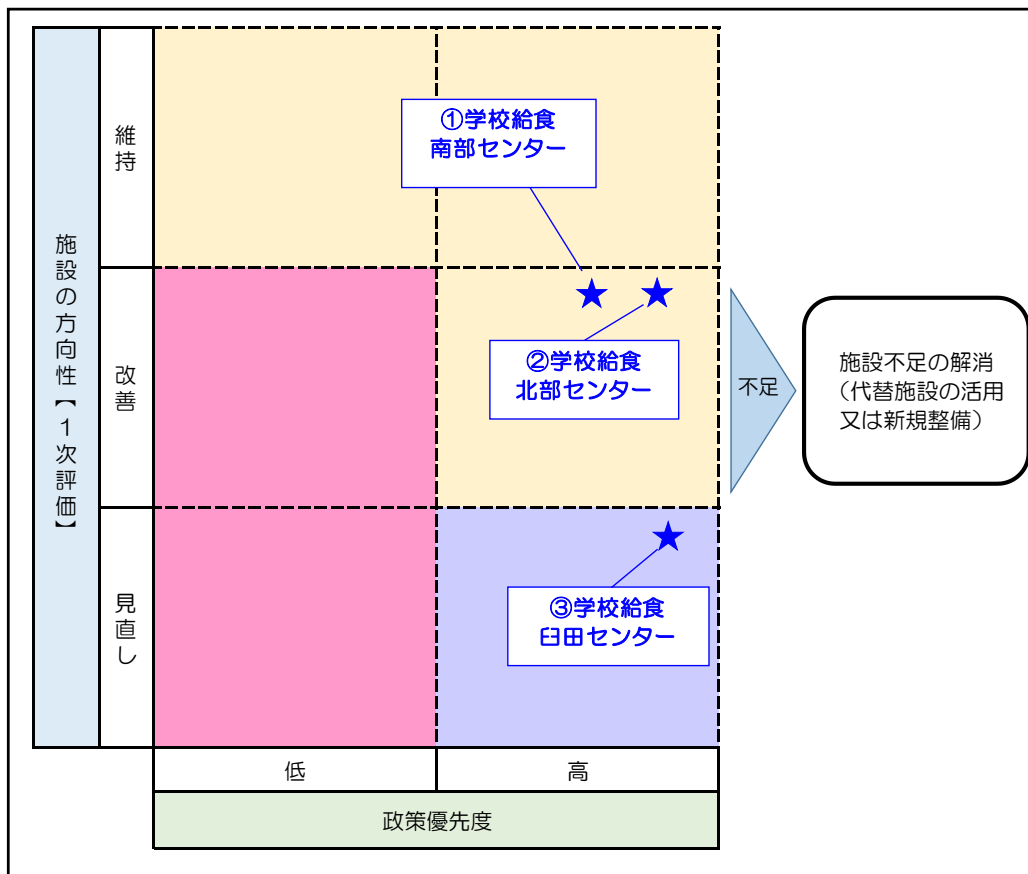 施設の方向性【1次評価】
維持
改善
見直し
①学校給食
南部センター
②学校給食
北部センター
③学校給食
臼田センター
不足
施設不足の解消
(代替施設の活用
又は新規整備)
低
高
政策優先度